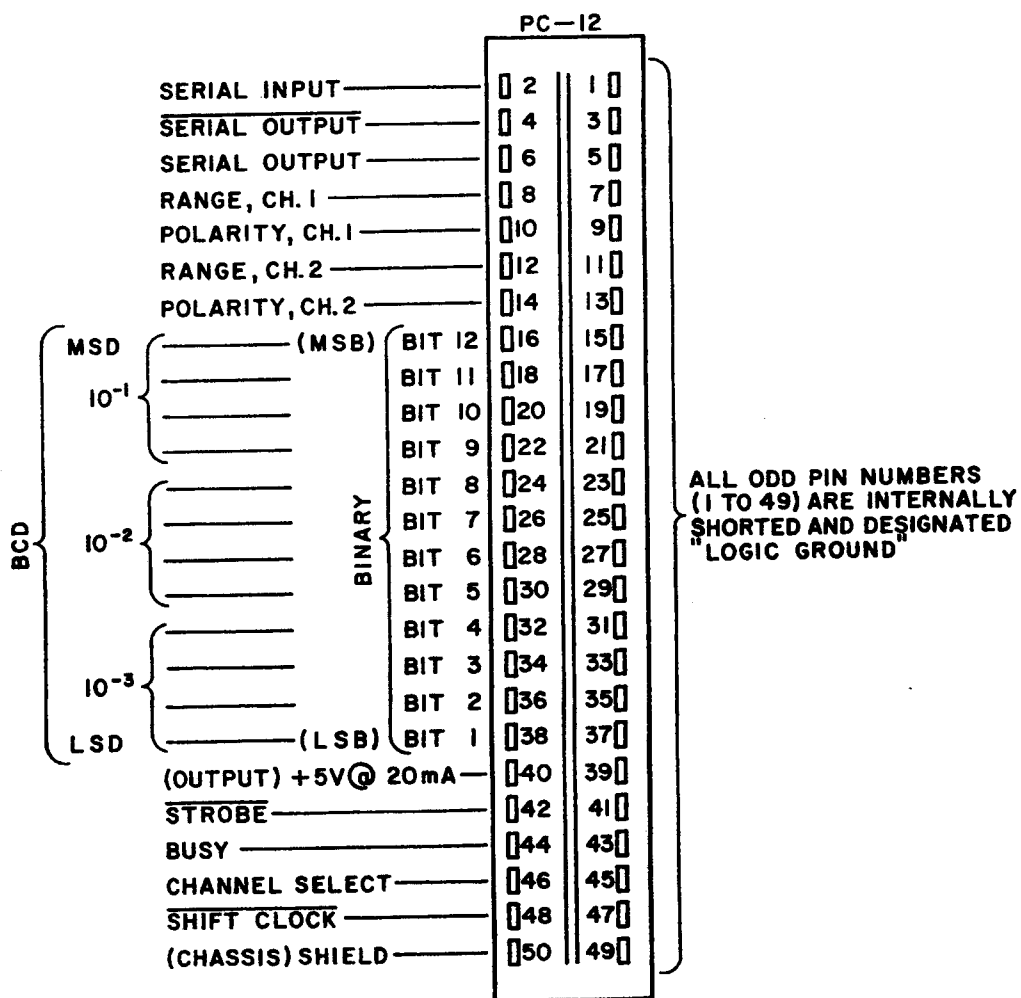 PC-12
SERIAL INPUT 2 1
SERIAL OUTPUT 4 3
SERIAL OUTPUT 6 5
RANGE, CH. 1 8 7
POLARITY, CH. 1 10 9
RANGE, CH. 2 12 11
POLARITY, CH. 2 14 13
MSD (MSB) BIT 12 16 15
BIT 11 18 17
10⁻¹ BIT 10 20 19
BIT 9 22 21
BIT 8 24 23
BIT 7 26 25
10⁻² BIT 6 28 27
BIT 5 30 29
BIT 4 32 31
BIT 3 34 33
10⁻³ BIT 2 36 35
LSD (LSB) BIT 1 38 37
BCD
BINARY
(OUTPUT) +5V@ 20mA 40 39
STROBE 42 41
BUSY 44 43
CHANNEL SELECT 46 45
SHIFT CLOCK 48 47
(CHASSIS) SHIELD 50 49
ALL ODD PIN NUMBERS
(1 TO 49) ARE INTERNALLY
SHORTED AND DESIGNATED
"LOGIC GROUND"